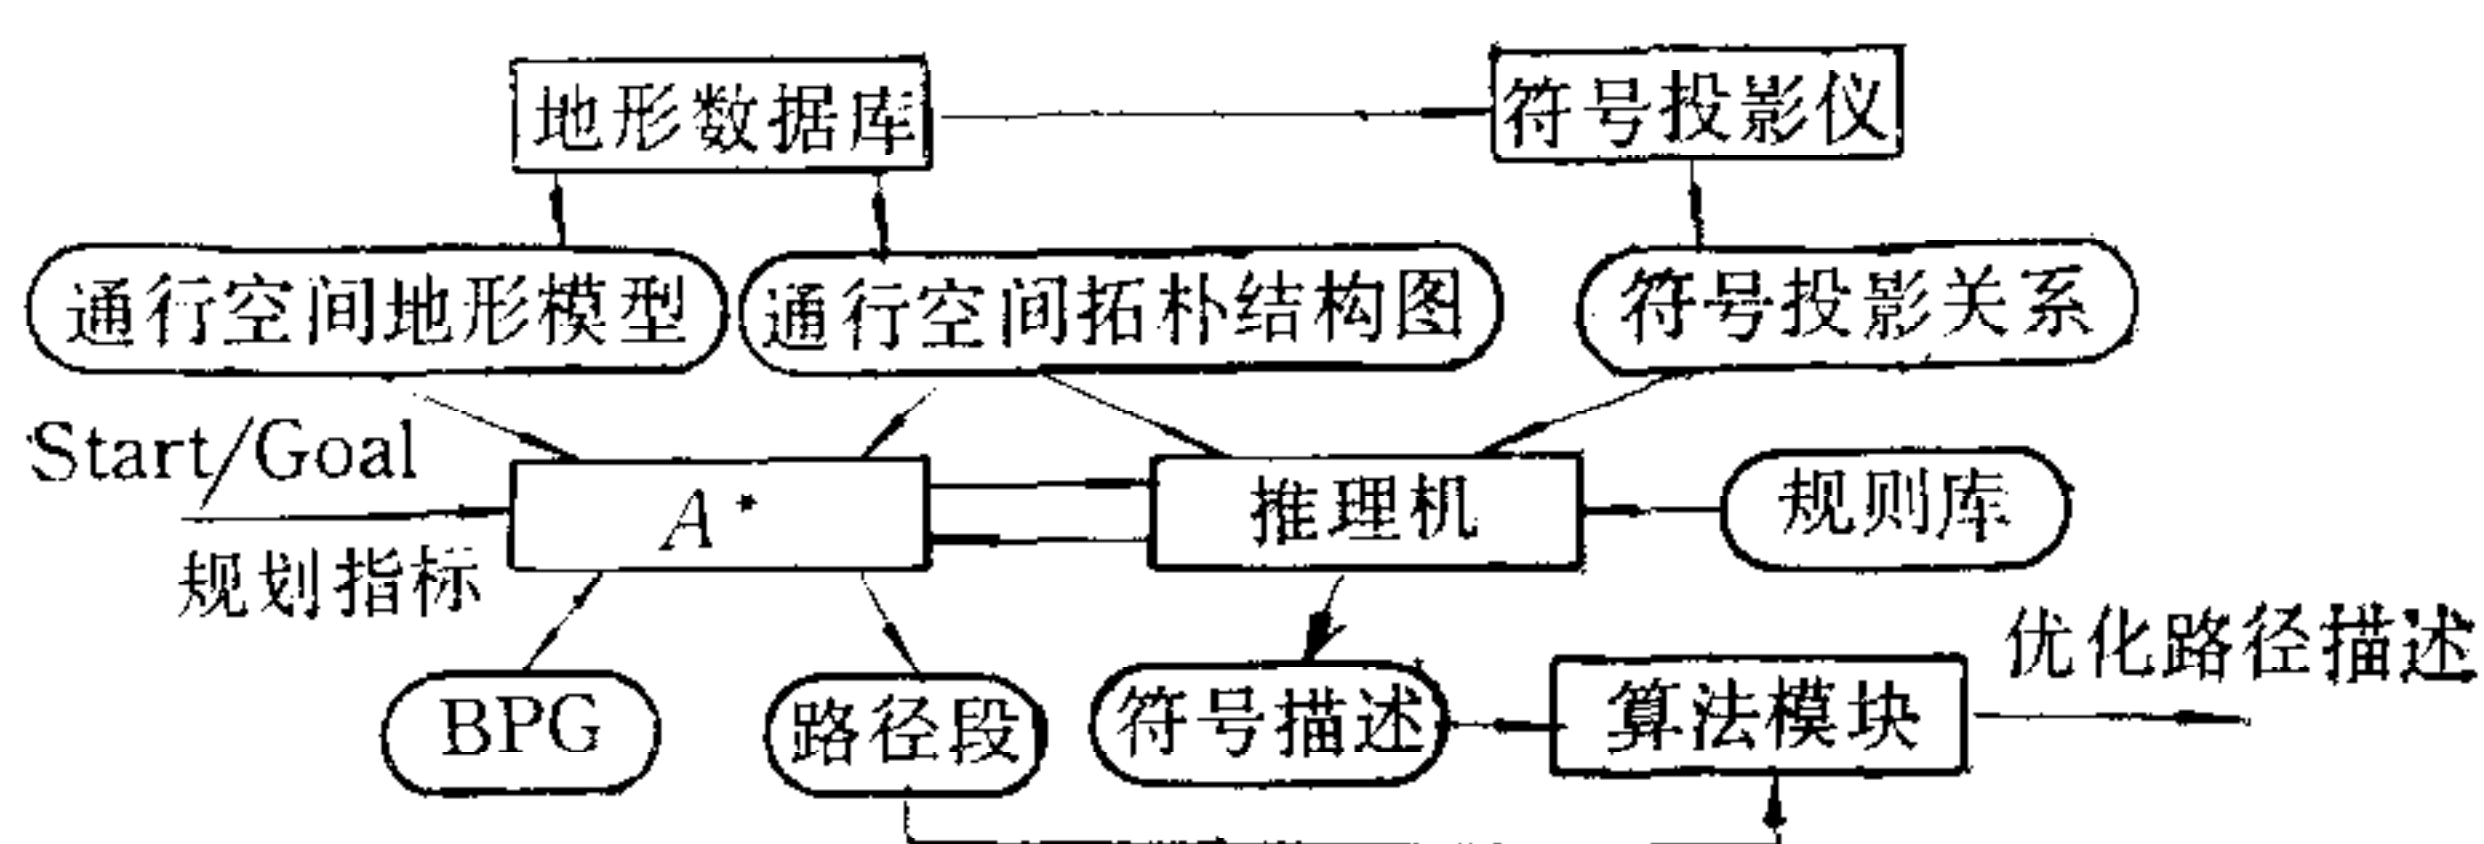 地形数据库
符号投影仪
通行空间地形模型
通行空间拓朴结构图
符号投影关系
Start/Goal
A*
推理机
规则库
规划指标
优化路径描述
BPG
路径段
符号描述
算法模块